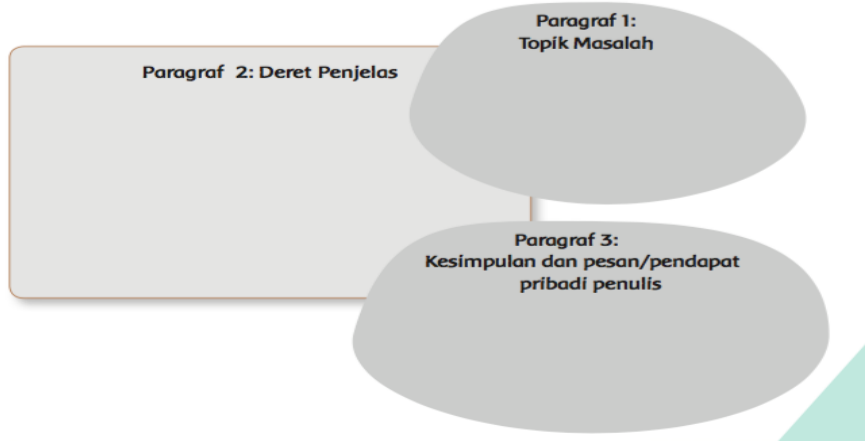 Paragraf 1:
Topik Masalah
Paragraf 2: Deret Penjelas
Paragraf 3:
Kesimpulan dan pesan/pendapat
pribadi penulis